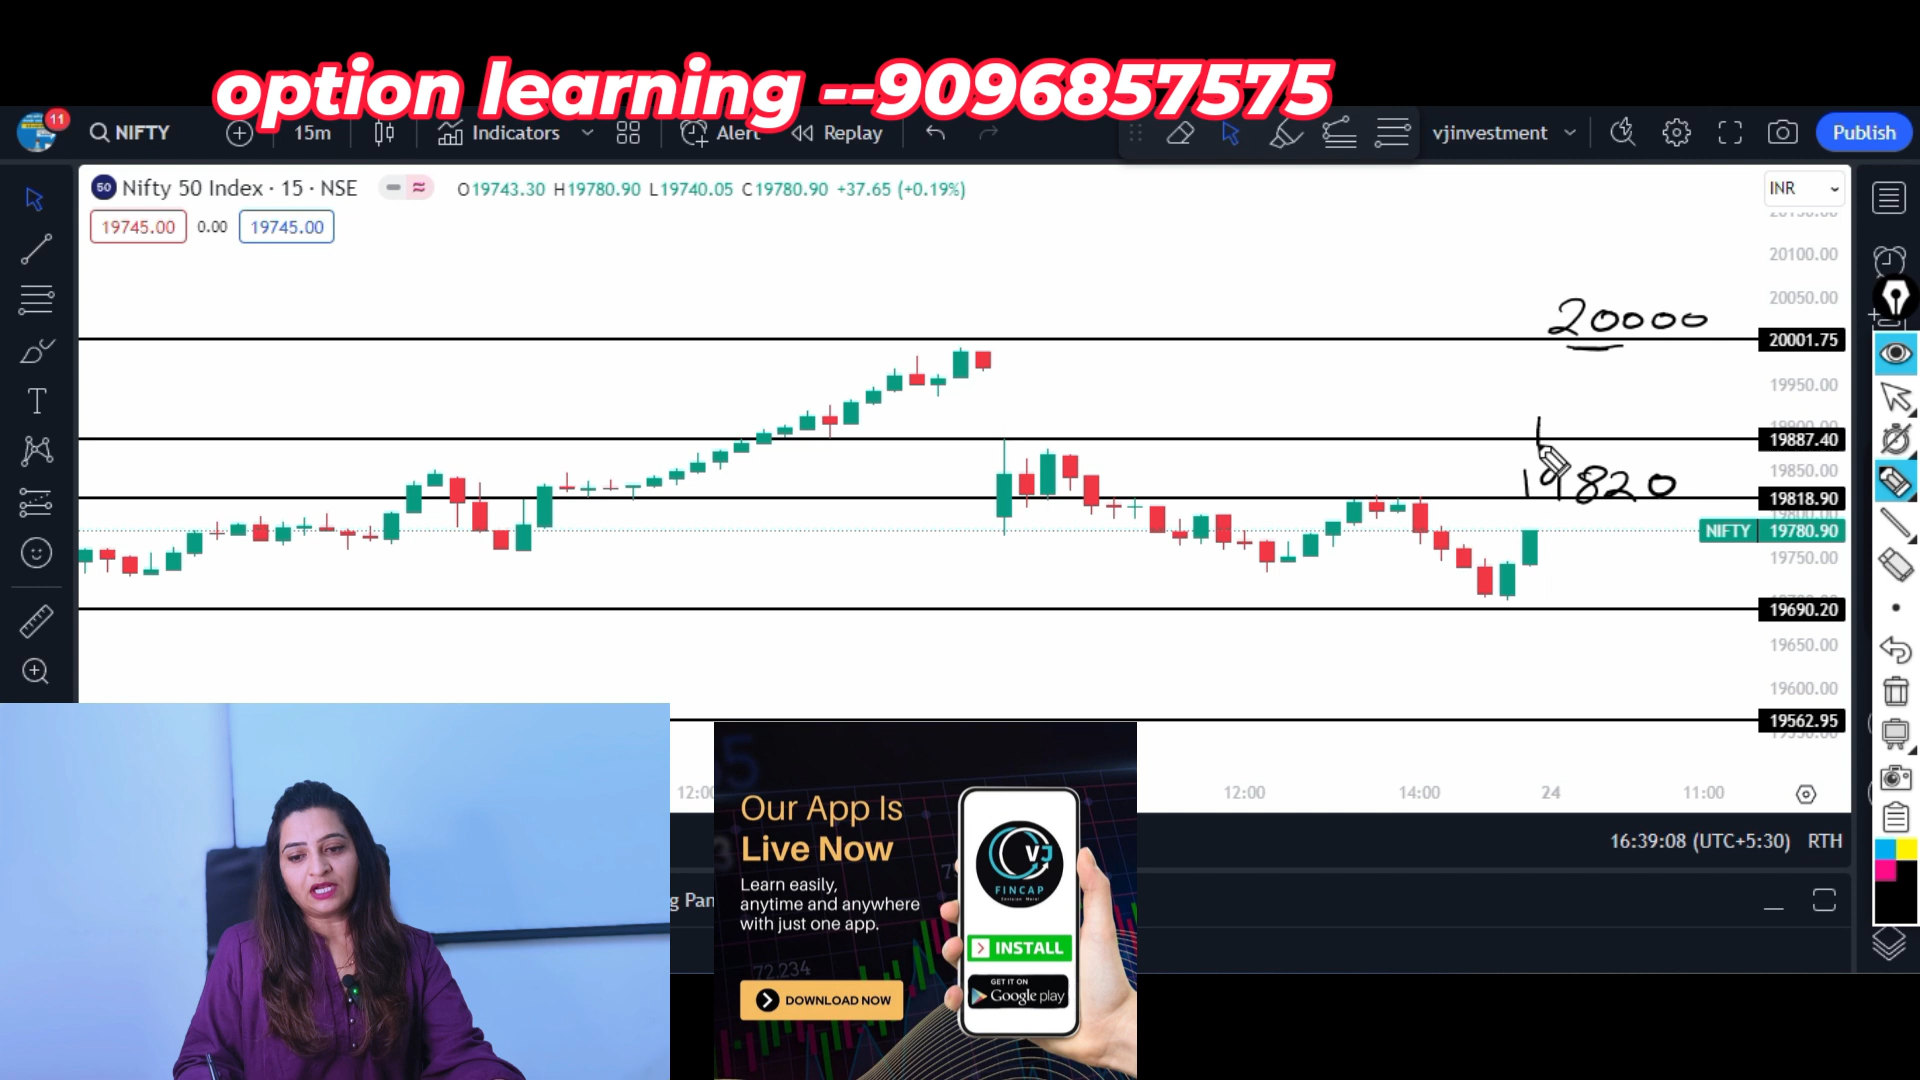 option learning --9096857575
11
NIFTY
15m
Indicators
Alert
Replay
vjinvestment
Publish
50
Nifty 50 Index · 15 · NSE
O19743.30 H19780.90 L19740.05 C19780.90 +37.65 (+0.19%)
INR
19745.00
0.00
19745.00
20100.00
20050.00
20000
20001.75
19950.00
19887.40
19850.00
19820
19818.90
NIFTY 19780.90
19750.00
19690.20
19650.00
19600.00
19562.95
12:00
12:00
14:00
24
11:00
16:39:08 (UTC+5:30) RTH
g Pan
Our App Is
Live Now
Learn easily,
anytime and anywhere
with just one app.
72.234
DOWNLOAD NOW
VJ
FINCAP
INSTALL
GET IT ON
Google play